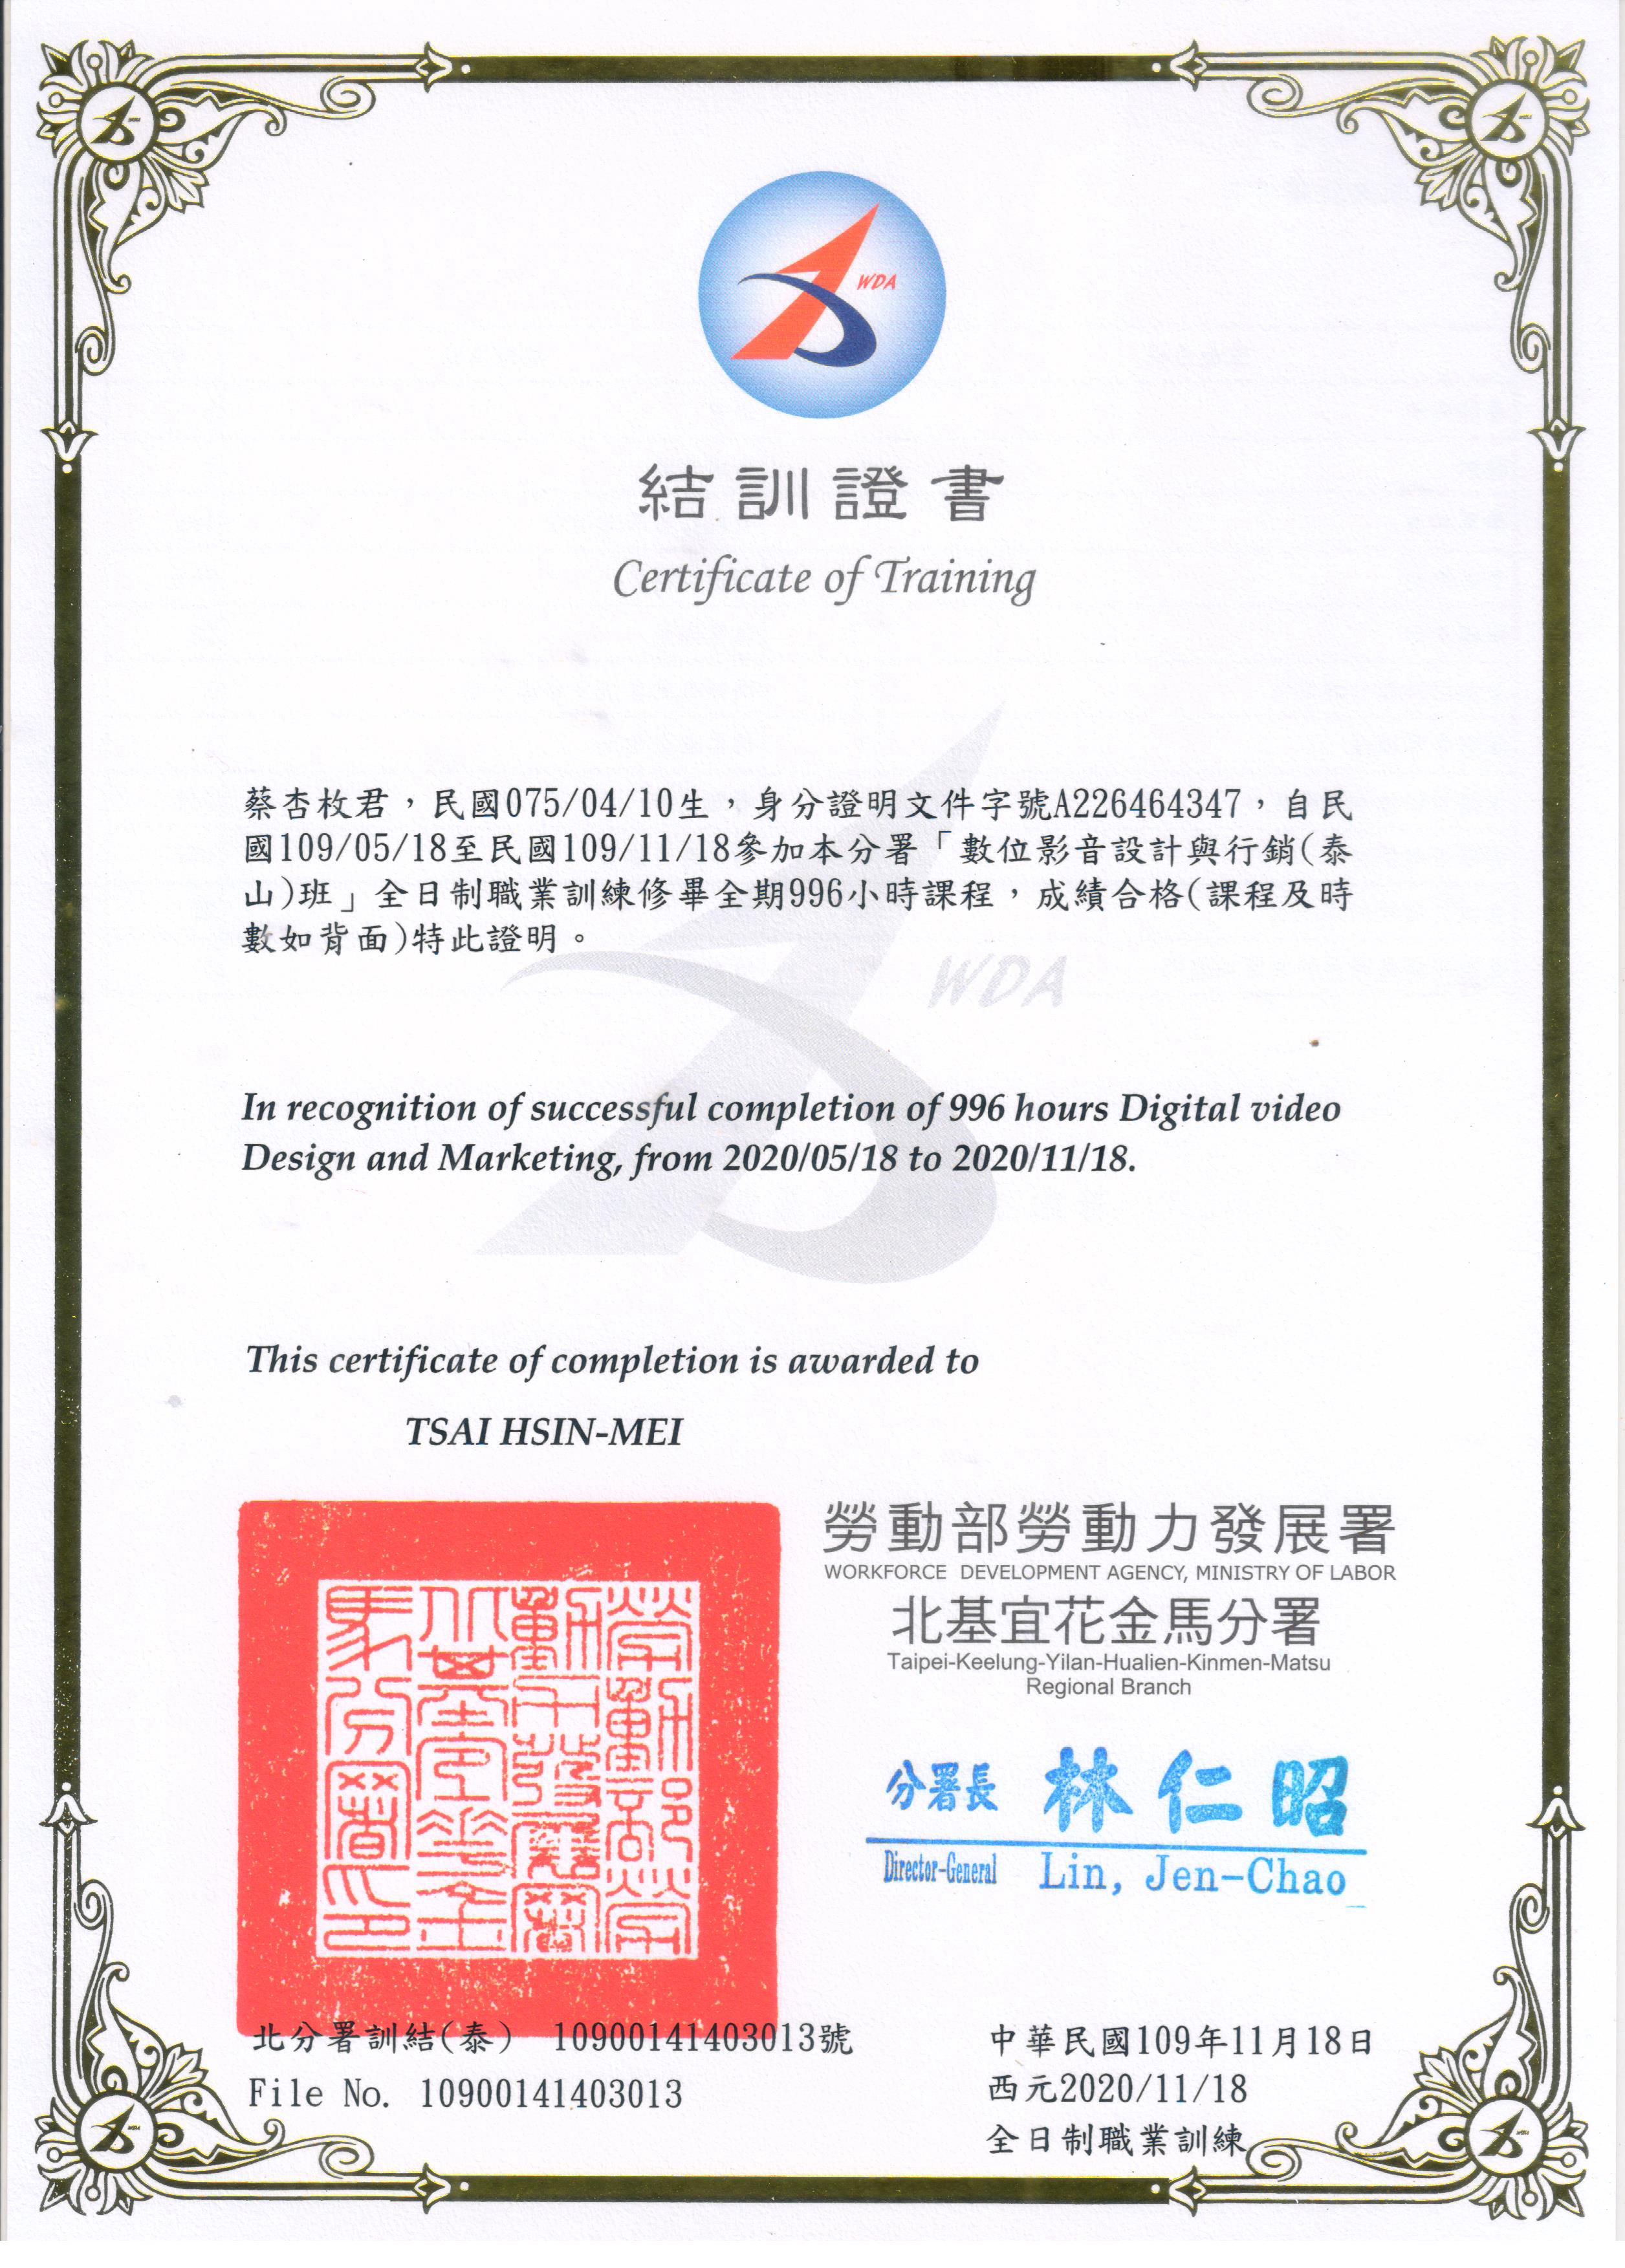 WDA
結訓證書
Certificate of Training
蔡杏枚君，民國075/04/10生，身分證明文件字號A226464347，自民
國109/05/18至民國109/11/18參加本分署「數位影音設計與行銷(泰
山)班」全日制職業訓練修畢全期996小時課程，成績合格(課程及時
數如背面)特此證明。
WDA
In recognition of successful completion of 996 hours Digital video
Design and Marketing, from 2020/05/18 to 2020/11/18.
This certificate of completion is awarded to
TSAI HSIN-MEI
勞動部勞動力發展署
WORKFORCE DEVELOPMENT AGENCY, MINISTRY OF LABOR
北基宜花金馬分署
Taipei-Keelung-Yilan-Hualien-Kinmen-Matsu
Regional Branch
勞動部勞
動力發展署
北基宜花金
馬分署印
分署長 林仁昭
Director-General Lin, Jen-Chao
北分署訓結(泰) 10900141403013號
File No. 10900141403013
中華民國109年11月18日
西元2020/11/18
全日制職業訓練